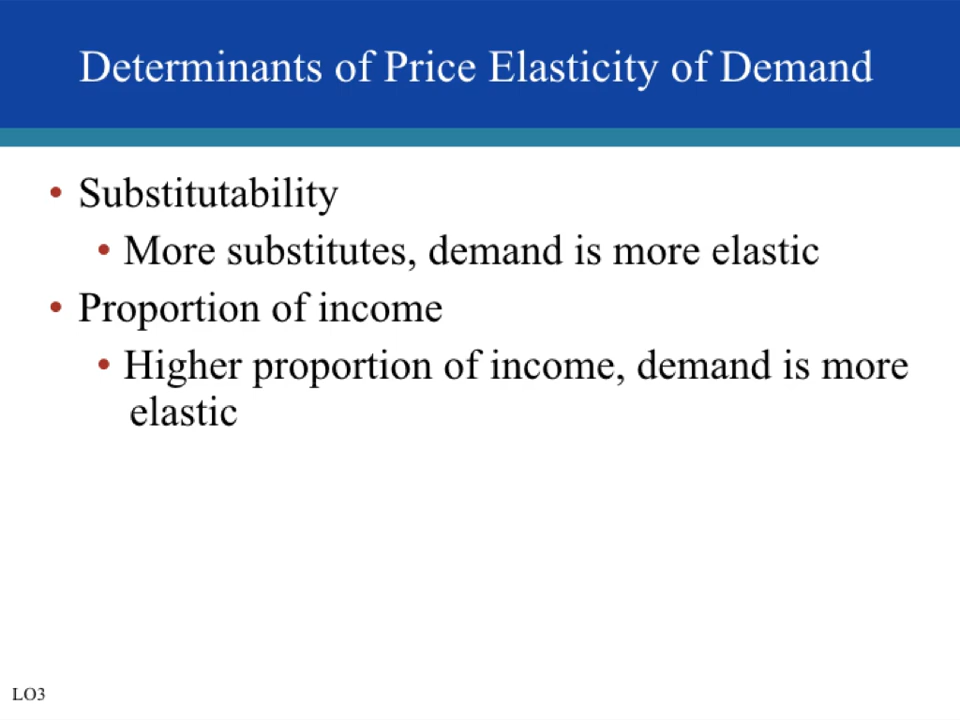 Determinants of Price Elasticity of Demand
• Substitutability
• More substitutes, demand is more elastic
• Proportion of income
• Higher proportion of income, demand is more
elastic
LO3